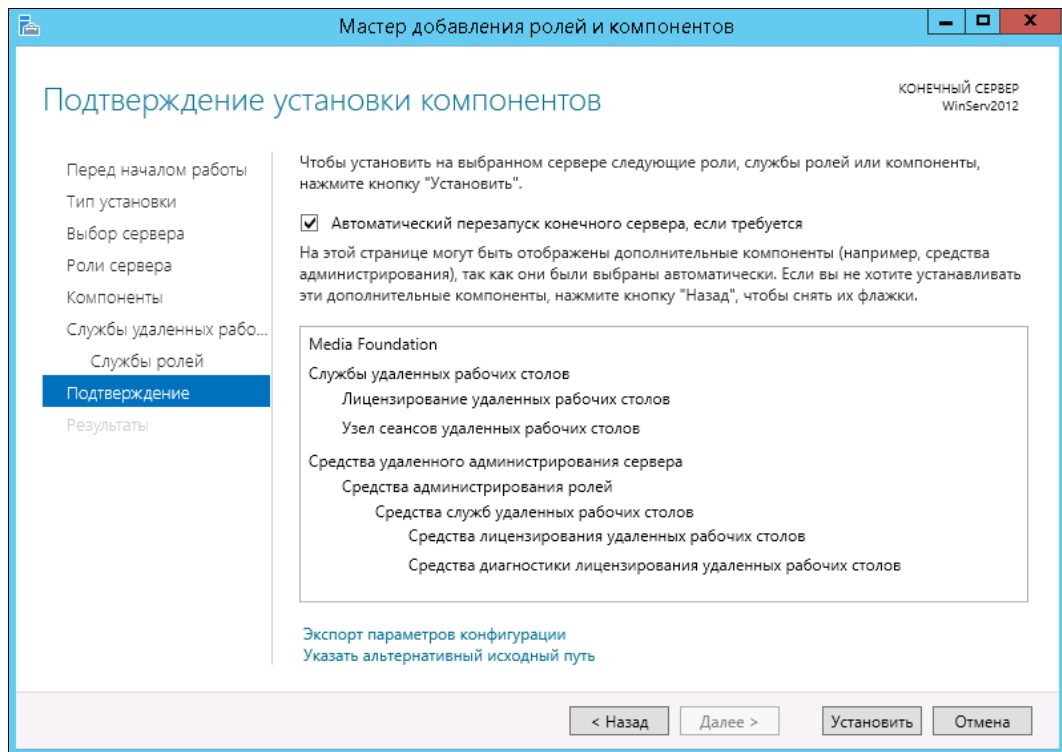 Мастер добавления ролей и компонентов
Подтверждение установки компонентов
КОНЕЧНЫЙ СЕРВЕР
WinServ2012
Перед началом работы
Тип установки
Выбор сервера
Роли сервера
Компоненты
Службы удаленных рабо...
Службы ролей
Подтверждение
Результаты
Чтобы установить на выбранном сервере следующие роли, службы ролей или компоненты,
нажмите кнопку "Установить".
Автоматический перезапуск конечного сервера, если требуется
На этой странице могут быть отображены дополнительные компоненты (например, средства
администрирования), так как они были выбраны автоматически. Если вы не хотите устанавливать
эти дополнительные компоненты, нажмите кнопку "Назад", чтобы снять их флажки.
Media Foundation
Службы удаленных рабочих столов
Лицензирование удаленных рабочих столов
Узел сеансов удаленных рабочих столов
Средства удаленного администрирования сервера
Средства администрирования ролей
Средства служб удаленных рабочих столов
Средства лицензирования удаленных рабочих столов
Средства диагностики лицензирования удаленных рабочих столов
Экспорт параметров конфигурации
Указать альтернативный исходный путь
< Назад
Далее >
Установить
Отмена